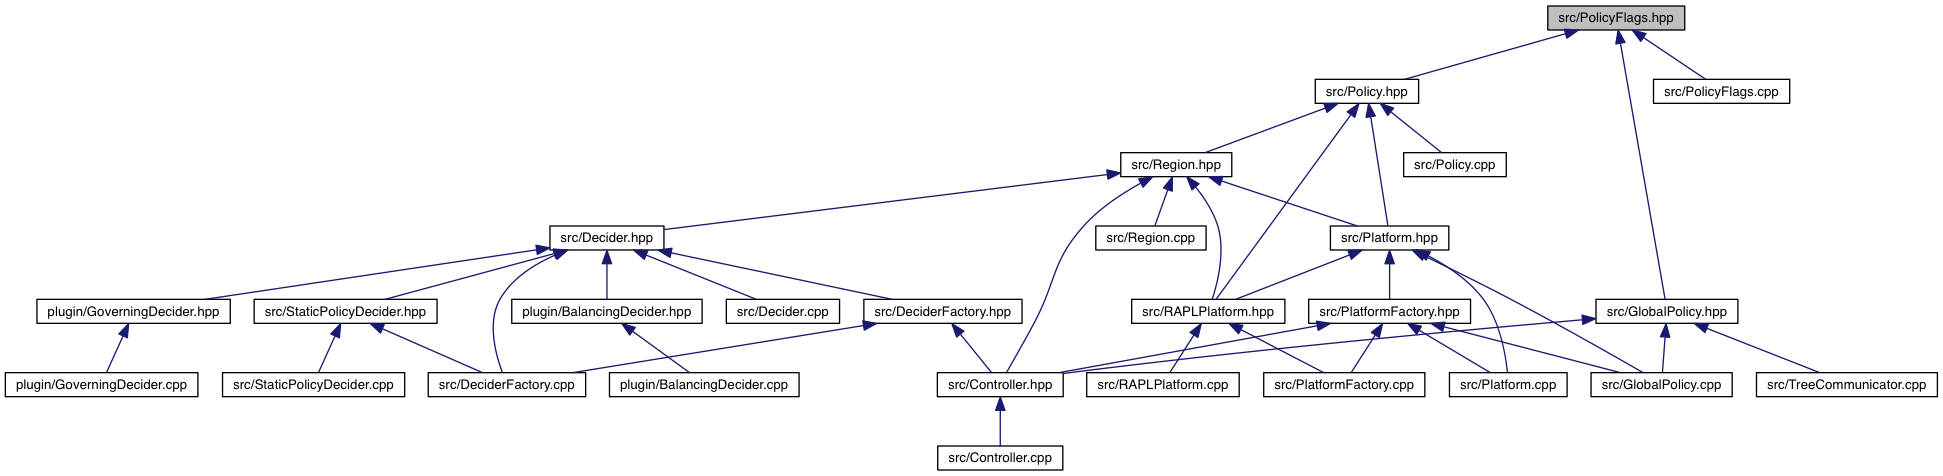 src/PolicyFlags.hpp
src/Policy.hpp
src/PolicyFlags.cpp
src/Region.hpp
src/Policy.cpp
src/Decider.hpp
src/Region.cpp
src/Platform.hpp
plugin/GoverningDecider.hpp
src/StaticPolicyDecider.hpp
plugin/BalancingDecider.hpp
src/Decider.cpp
src/DeciderFactory.hpp
src/RAPLPlatform.hpp
src/PlatformFactory.hpp
src/GlobalPolicy.hpp
plugin/GoverningDecider.cpp
src/StaticPolicyDecider.cpp
src/DeciderFactory.cpp
plugin/BalancingDecider.cpp
src/Controller.hpp
src/RAPLPlatform.cpp
src/PlatformFactory.cpp
src/Platform.cpp
src/GlobalPolicy.cpp
src/TreeCommunicator.cpp
src/Controller.cpp